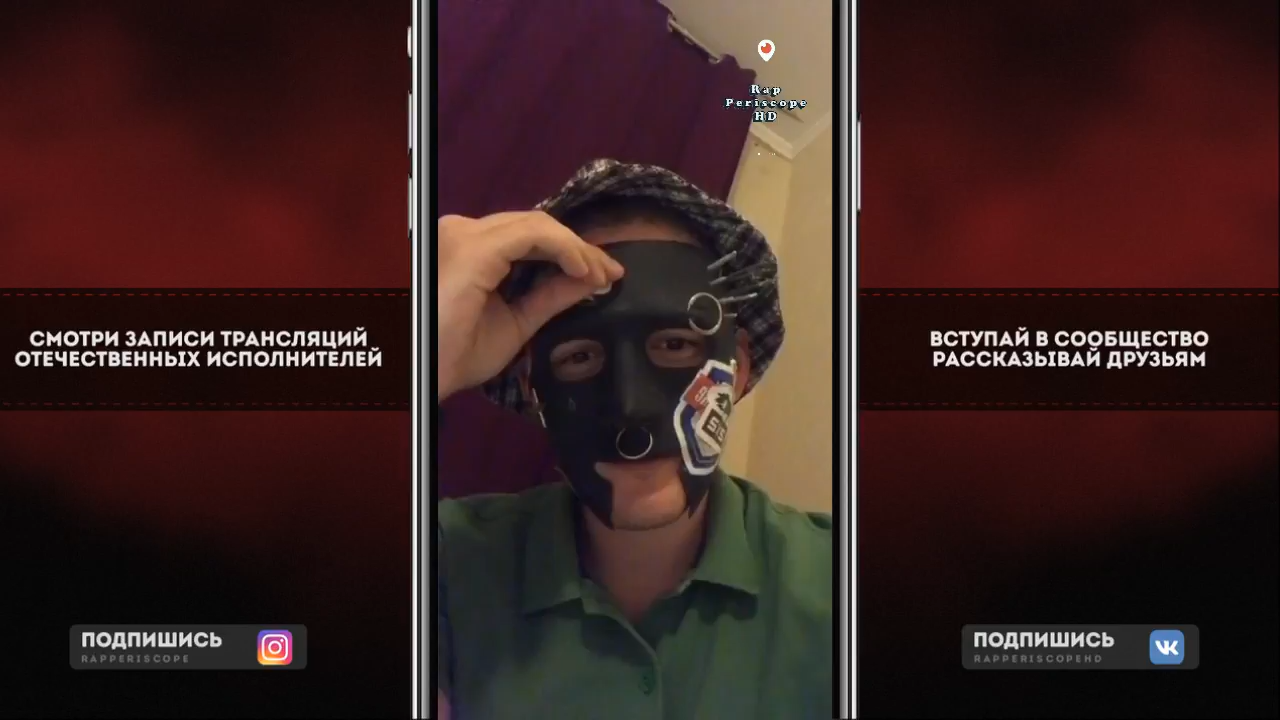 Rap
Periscope
HD
СМОТРИ ЗАПИСИ ТРАНСЛЯЦИЙ
ОТЕЧЕСТВЕННЫХ ИСПОЛНИТЕЛЕЙ
ВСТУПАЙ В СООБЩЕСТВО
РАССКАЗЫВАЙ ДРУЗЬЯМ
ПОДПИШИСЬ
RAPPERISCOPE
ПОДПИШИСЬ
RAPPERISCOPEHD